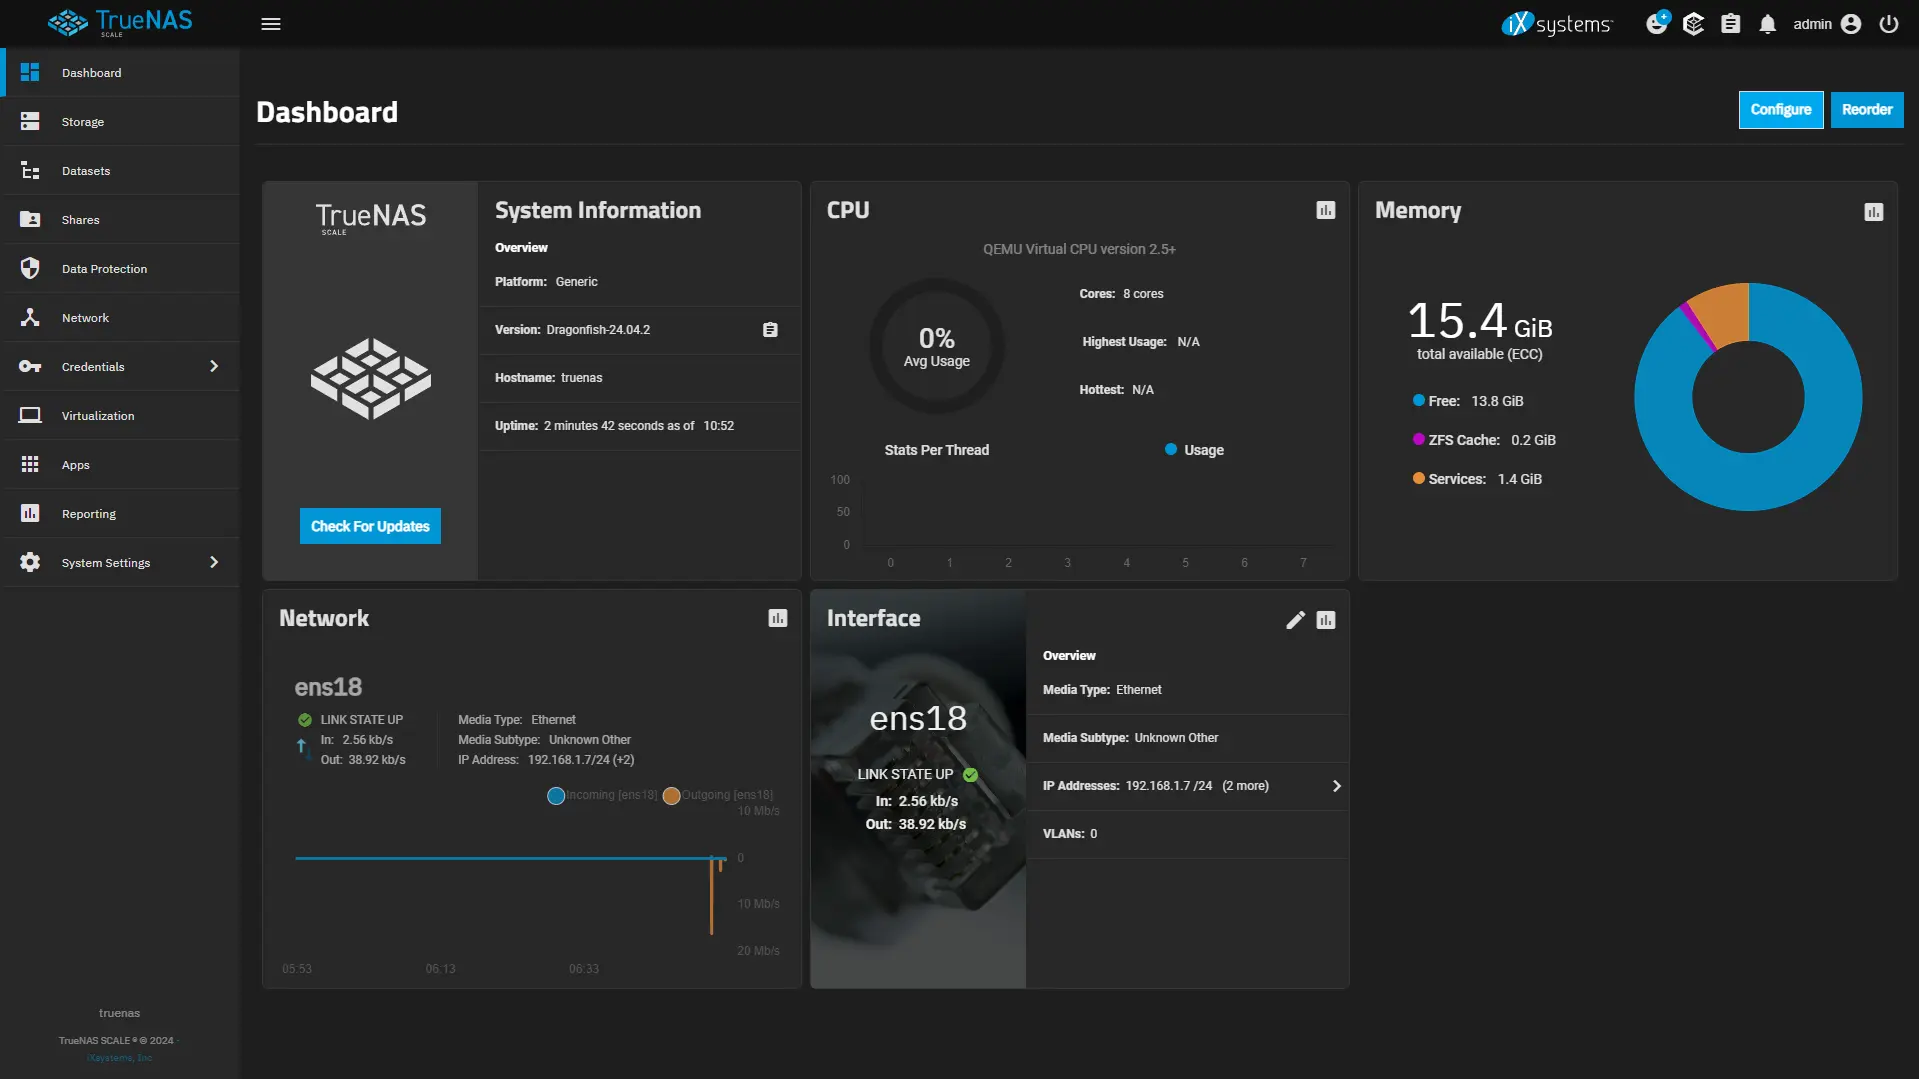 TrueNAS
SCALE
iXsystems
admin
Dashboard
Storage
Datasets
Shares
Data Protection
Network
Credentials
Virtualization
Apps
Reporting
System Settings
truenas
TrueNAS SCALE ® © 2024 -
iXsystems, Inc
Dashboard
Configure
Reorder
TrueNAS
SCALE
Check For Updates
System Information
Overview
Platform: Generic
Version: Dragonfish-24.04.2
Hostname: truenas
Uptime: 2 minutes 42 seconds as of 10:52
CPU
QEMU Virtual CPU version 2.5+
0%
Avg Usage
Cores: 8 cores
Highest Usage: N/A
Hottest: N/A
Stats Per Thread
Usage
100
50
0
0 1 2 3 4 5 6 7
Memory
15.4 GiB
total available (ECC)
Free: 13.8 GiB
ZFS Cache: 0.2 GiB
Services: 1.4 GiB
Network
ens18
LINK STATE UP
In: 2.56 kb/s
Out: 38.92 kb/s
Media Type: Ethernet
Media Subtype: Unknown Other
IP Address: 192.168.1.7/24 (+2)
Incoming [ens18] Outgoing [ens18]
10 Mb/s
0
10 Mb/s
20 Mb/s
05:53 06:13 06:33
Interface
ens18
LINK STATE UP
In: 2.56 kb/s
Out: 38.92 kb/s
Overview
Media Type: Ethernet
Media Subtype: Unknown Other
IP Addresses: 192.168.1.7 /24 (2 more)
VLANs: 0